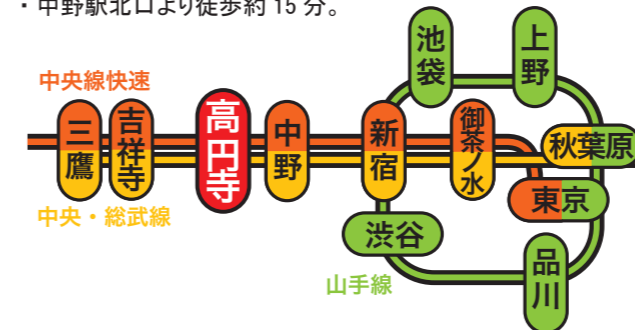 ・中野駅北口より徒歩約15分。
中央線快速
三鷹
吉祥寺
高円寺
中野
新宿
御茶ノ水
池袋
上野
秋葉原
東京
渋谷
品川
中央・総武線
山手線